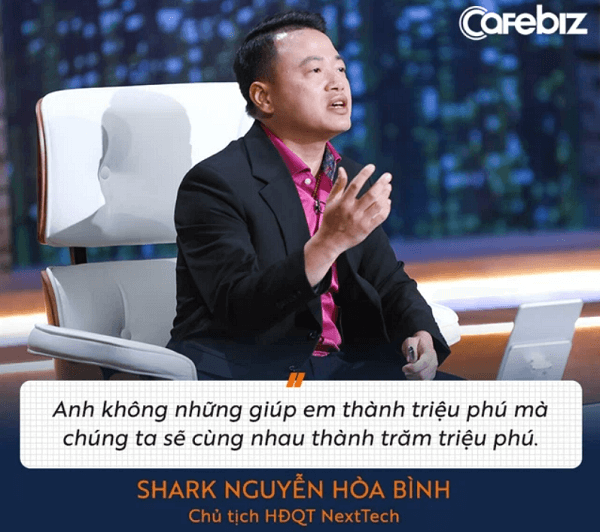 Cafebiz
Anh không những giúp em thành triệu phú mà
chúng ta sẽ cùng nhau thành trăm triệu phú.
SHARK NGUYỄN HÒA BÌNH
Chủ tịch HĐQT NextTech